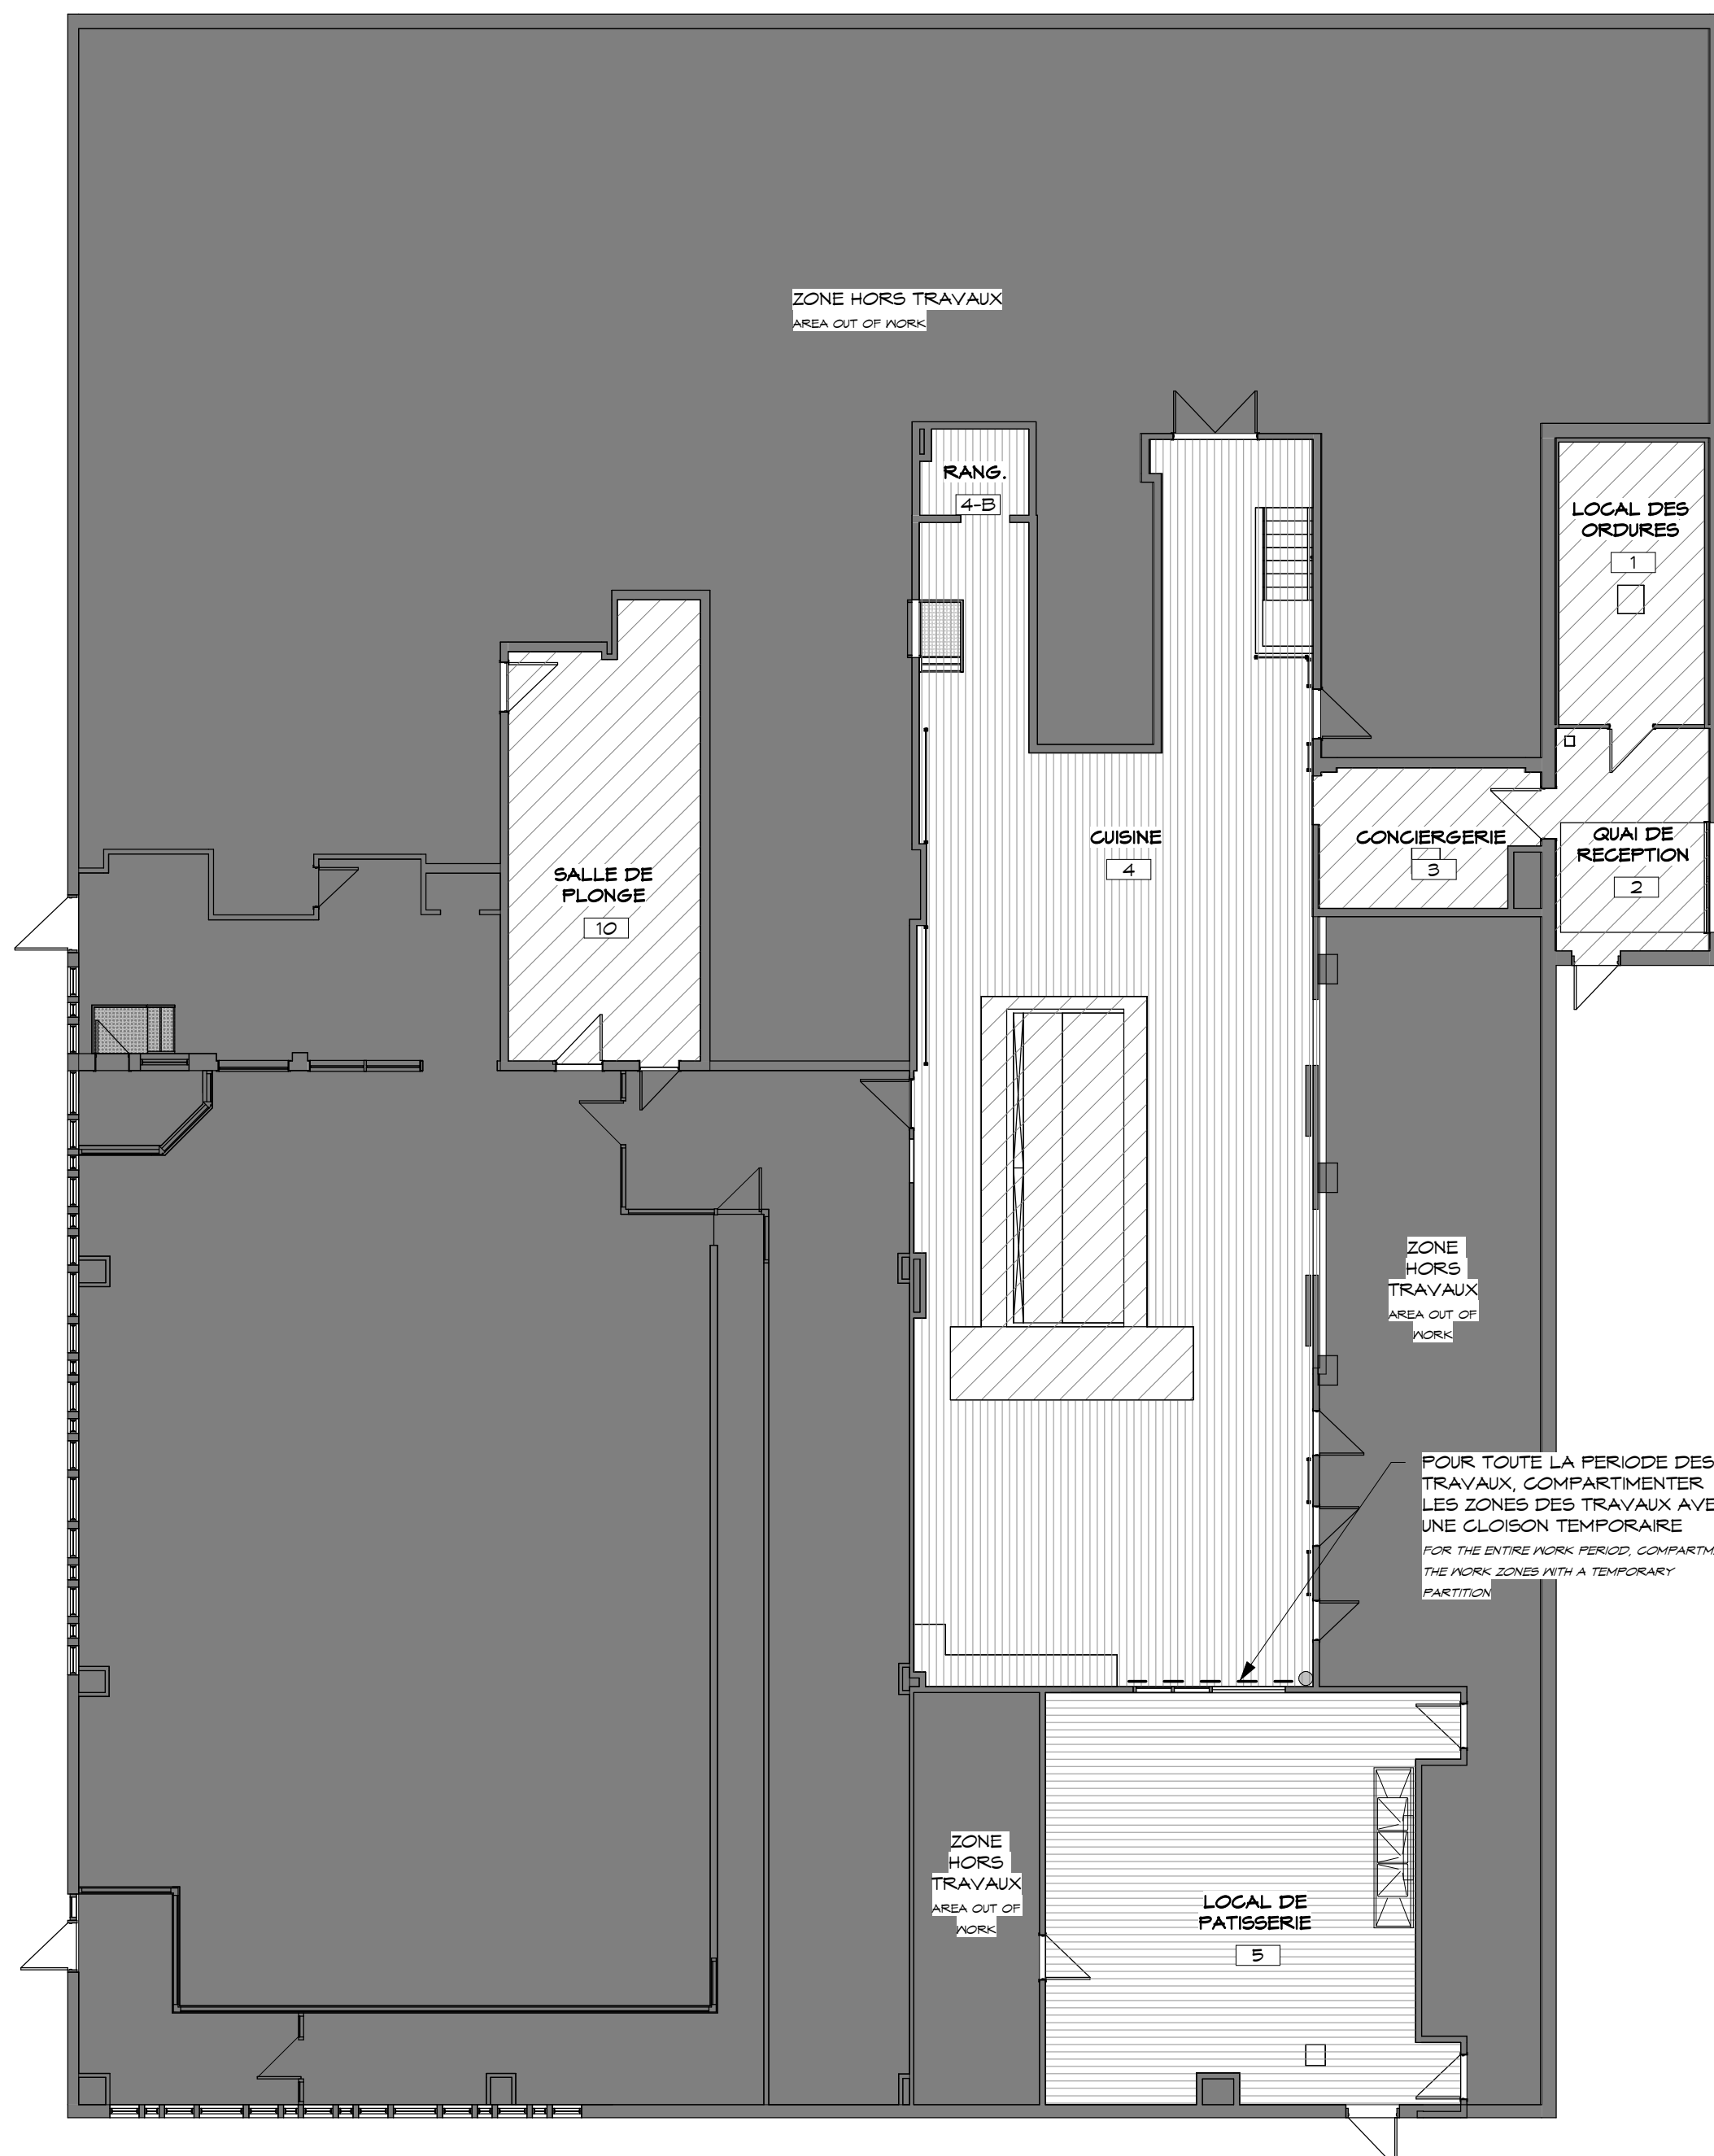 ZONE HORS TRAVAUX
AREA OUT OF WORK
RANG.
4-B
LOCAL DES
ORDURES
1
CUISINE
4
CONCIERGERIE
3
QUAI DE
RECEPTION
2
SALLE DE
PLONGE
10
ZONE
HORS
TRAVAUX
AREA OUT OF
WORK
POUR TOUTE LA PERIODE DES
TRAVAUX, COMPARTIMENTER
LES ZONES DES TRAVAUX
UNE CLOISON TEMPORAIRE
FOR THE ENTIRE WORK PERIOD,
THE WORK ZONES WITH A TEMPORARY
PARTITION
ZONE
HORS
TRAVAUX
AREA OUT OF
WORK
LOCAL DE
PATISSERIE
5